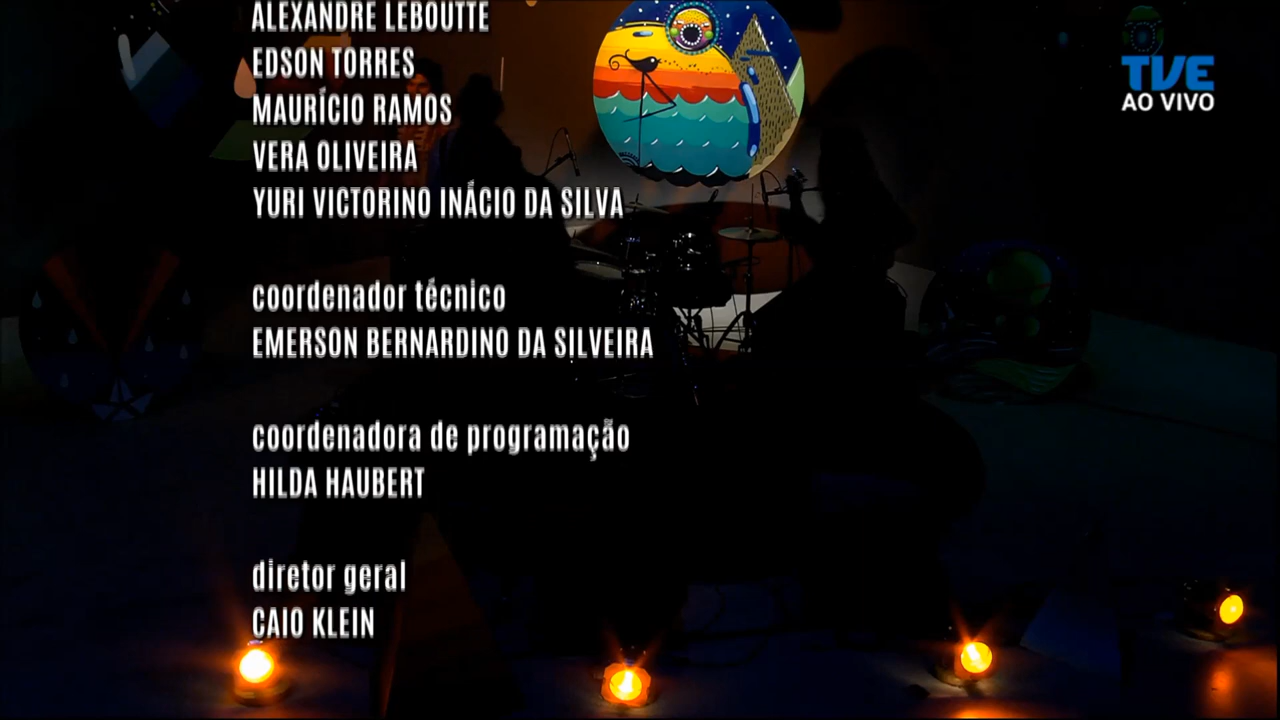 ALEXANDRE LEBOUTTE
EDSON TORRES
MAURÍCIO RAMOS
VERA OLIVEIRA
YURI VICTORINO INÁCIO DA SILVA
coordenador técnico
EMERSON BERNARDINO DA SILVEIRA
coordenadora de programação
HILDA HAUBERT
diretor geral
CAIO KLEIN
TVE
AO VIVO